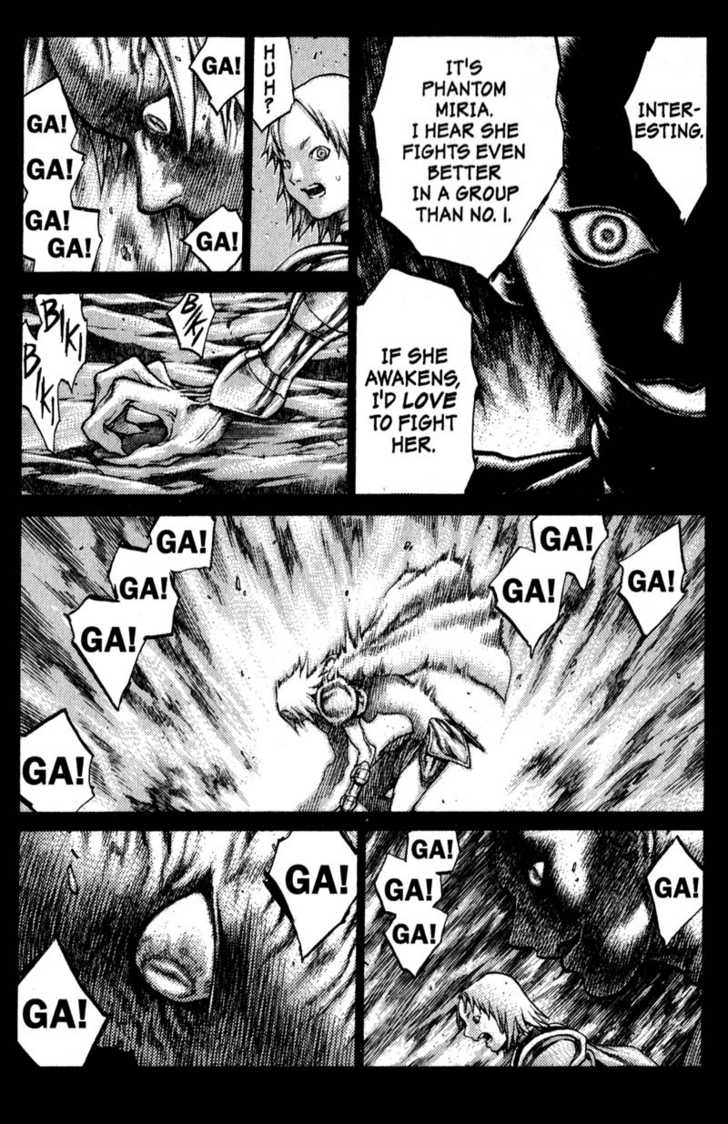 INTER-
ESTING.
IT'S
PHANTOM
MIRIA.
I HEAR SHE
FIGHTS EVEN
BETTER
IN A GROUP
THAN NO. 1.
IF SHE
AWAKENS,
I'D LOVE
TO FIGHT
HER.
HUH?
GA!
GA!
GA!
GA!
GA!
GA!
BIKI
BIKI
BIKI
GA!
GA!
GA!
GA!
GA!
GA!
GA!
GA!
GA!
GA!
GA!
GA!
GA!